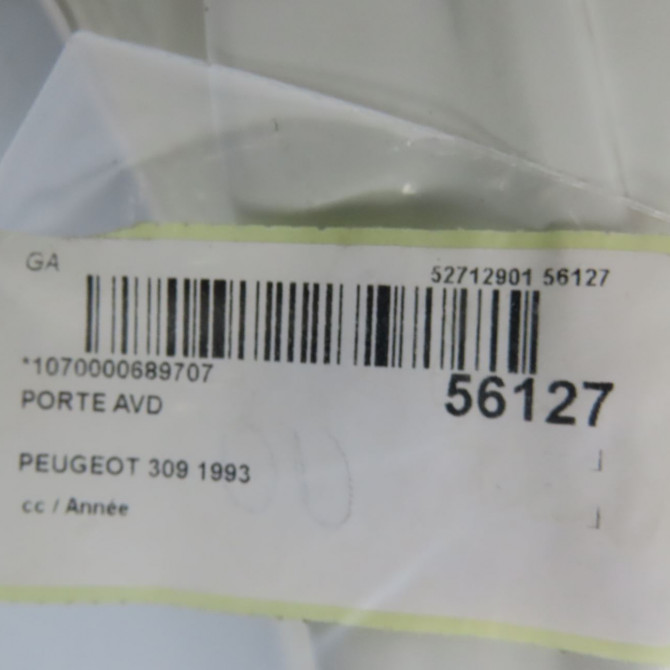 GA
52712901 56127
*1070000689707
56127
PORTE AVD
PEUGEOT 309 1993
cc / Année